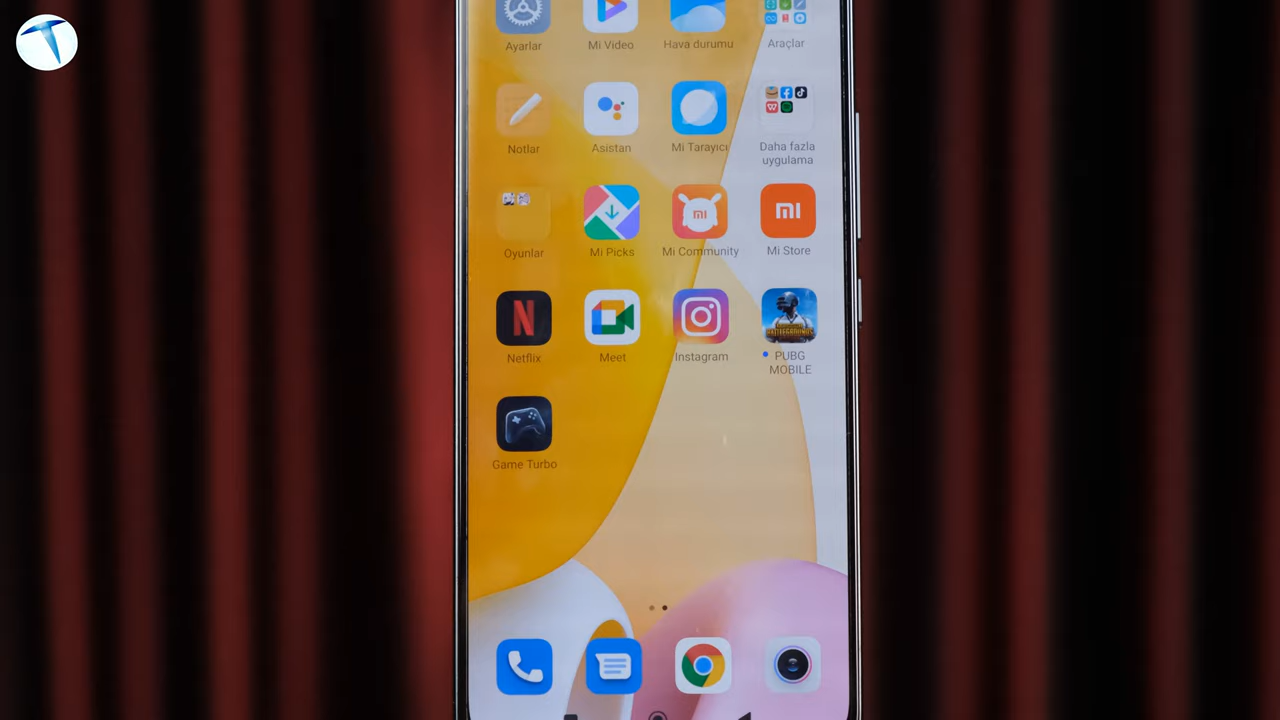 Ayarlar
Mi Video
Hava durumu
Araçlar
Notlar
Asistan
Mi Tarayıcı
Daha fazla
uygulama
Oyunlar
Mi Picks
mi
Mi Community
mi
Mi Store
N
Netflix
Meet
Instagram
PUBG
MOBILE
Game Turbo